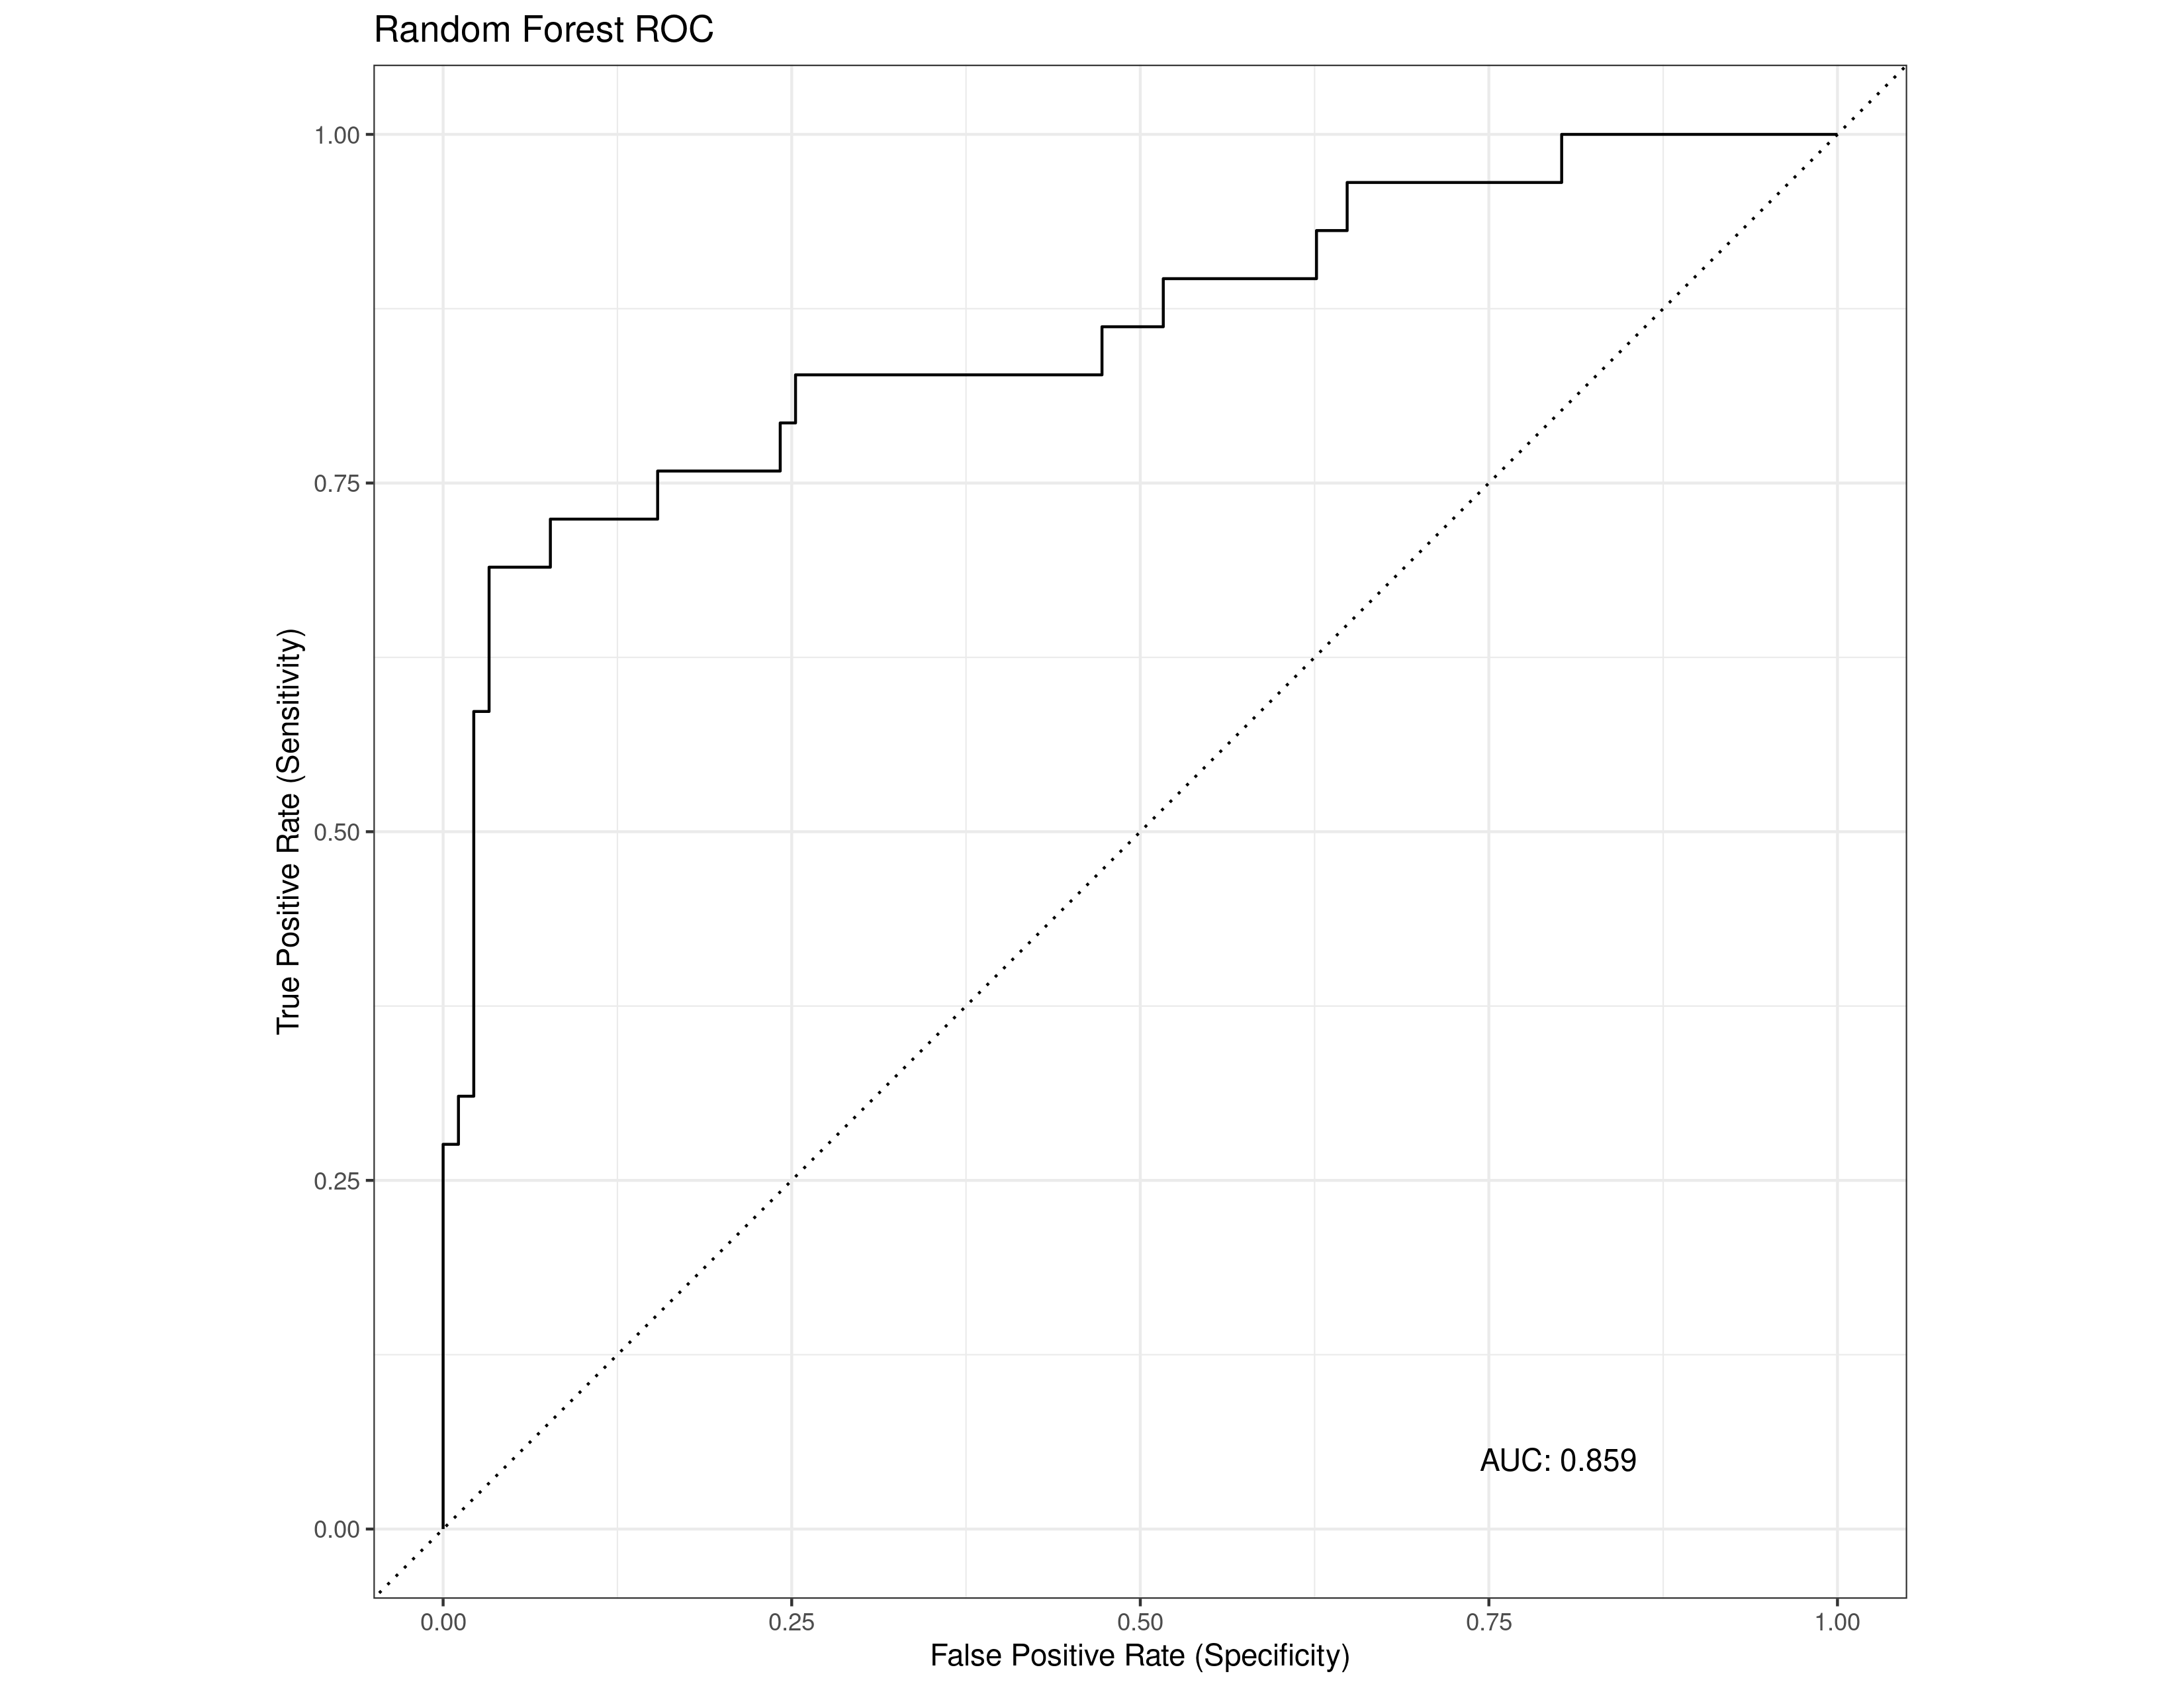 Random Forest ROC
True Positive Rate (Sensitivity)
1.00
0.75
0.50
0.25
0.00
AUC: 0.859
0.00 0.25 0.50 0.75 1.00
False Positive Rate (Specificity)